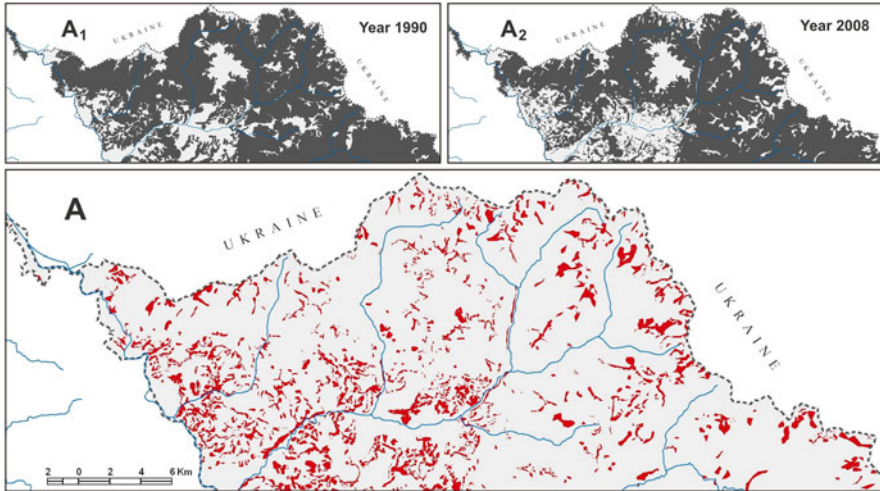 A1
UKRAINE
Year 1990
UKRAINE
A2
UKRAINE
Year 2008
UKRAINE
A
UKRAINE
UKRAINE
2 0 2 4 6 Km